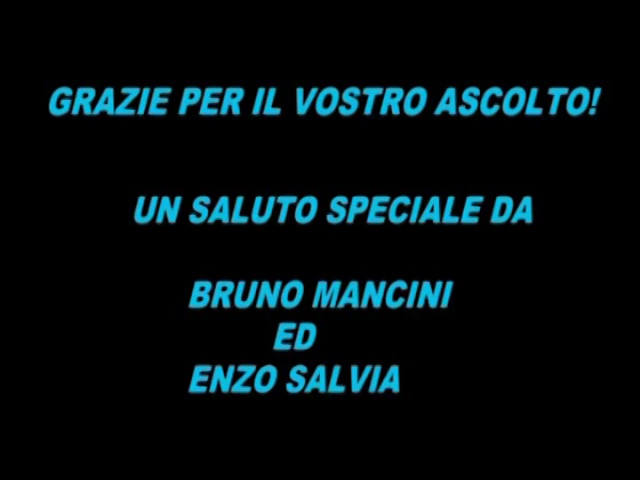 GRAZIE PER IL VOSTRO ASCOLTO!
UN SALUTO SPECIALE DA
BRUNO MANCINI
ED
ENZO SALVIA